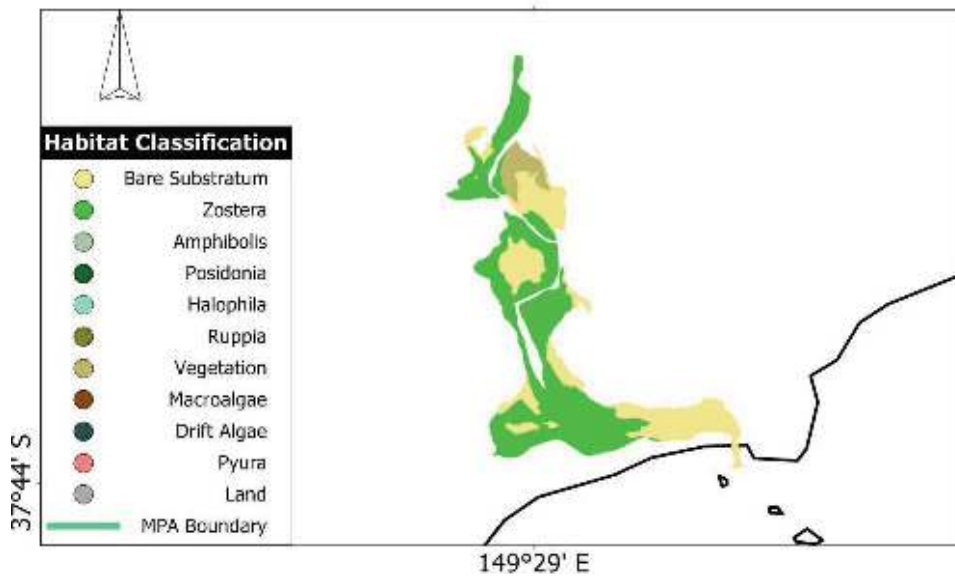 Habitat Classification
Bare Substratum
Zostera
Amphibolis
Posidonia
Halophila
Ruppia
Vegetation
Macroalgae
Drift Algae
Pyura
Land
MPA Boundary
37°44' S
149°29' E